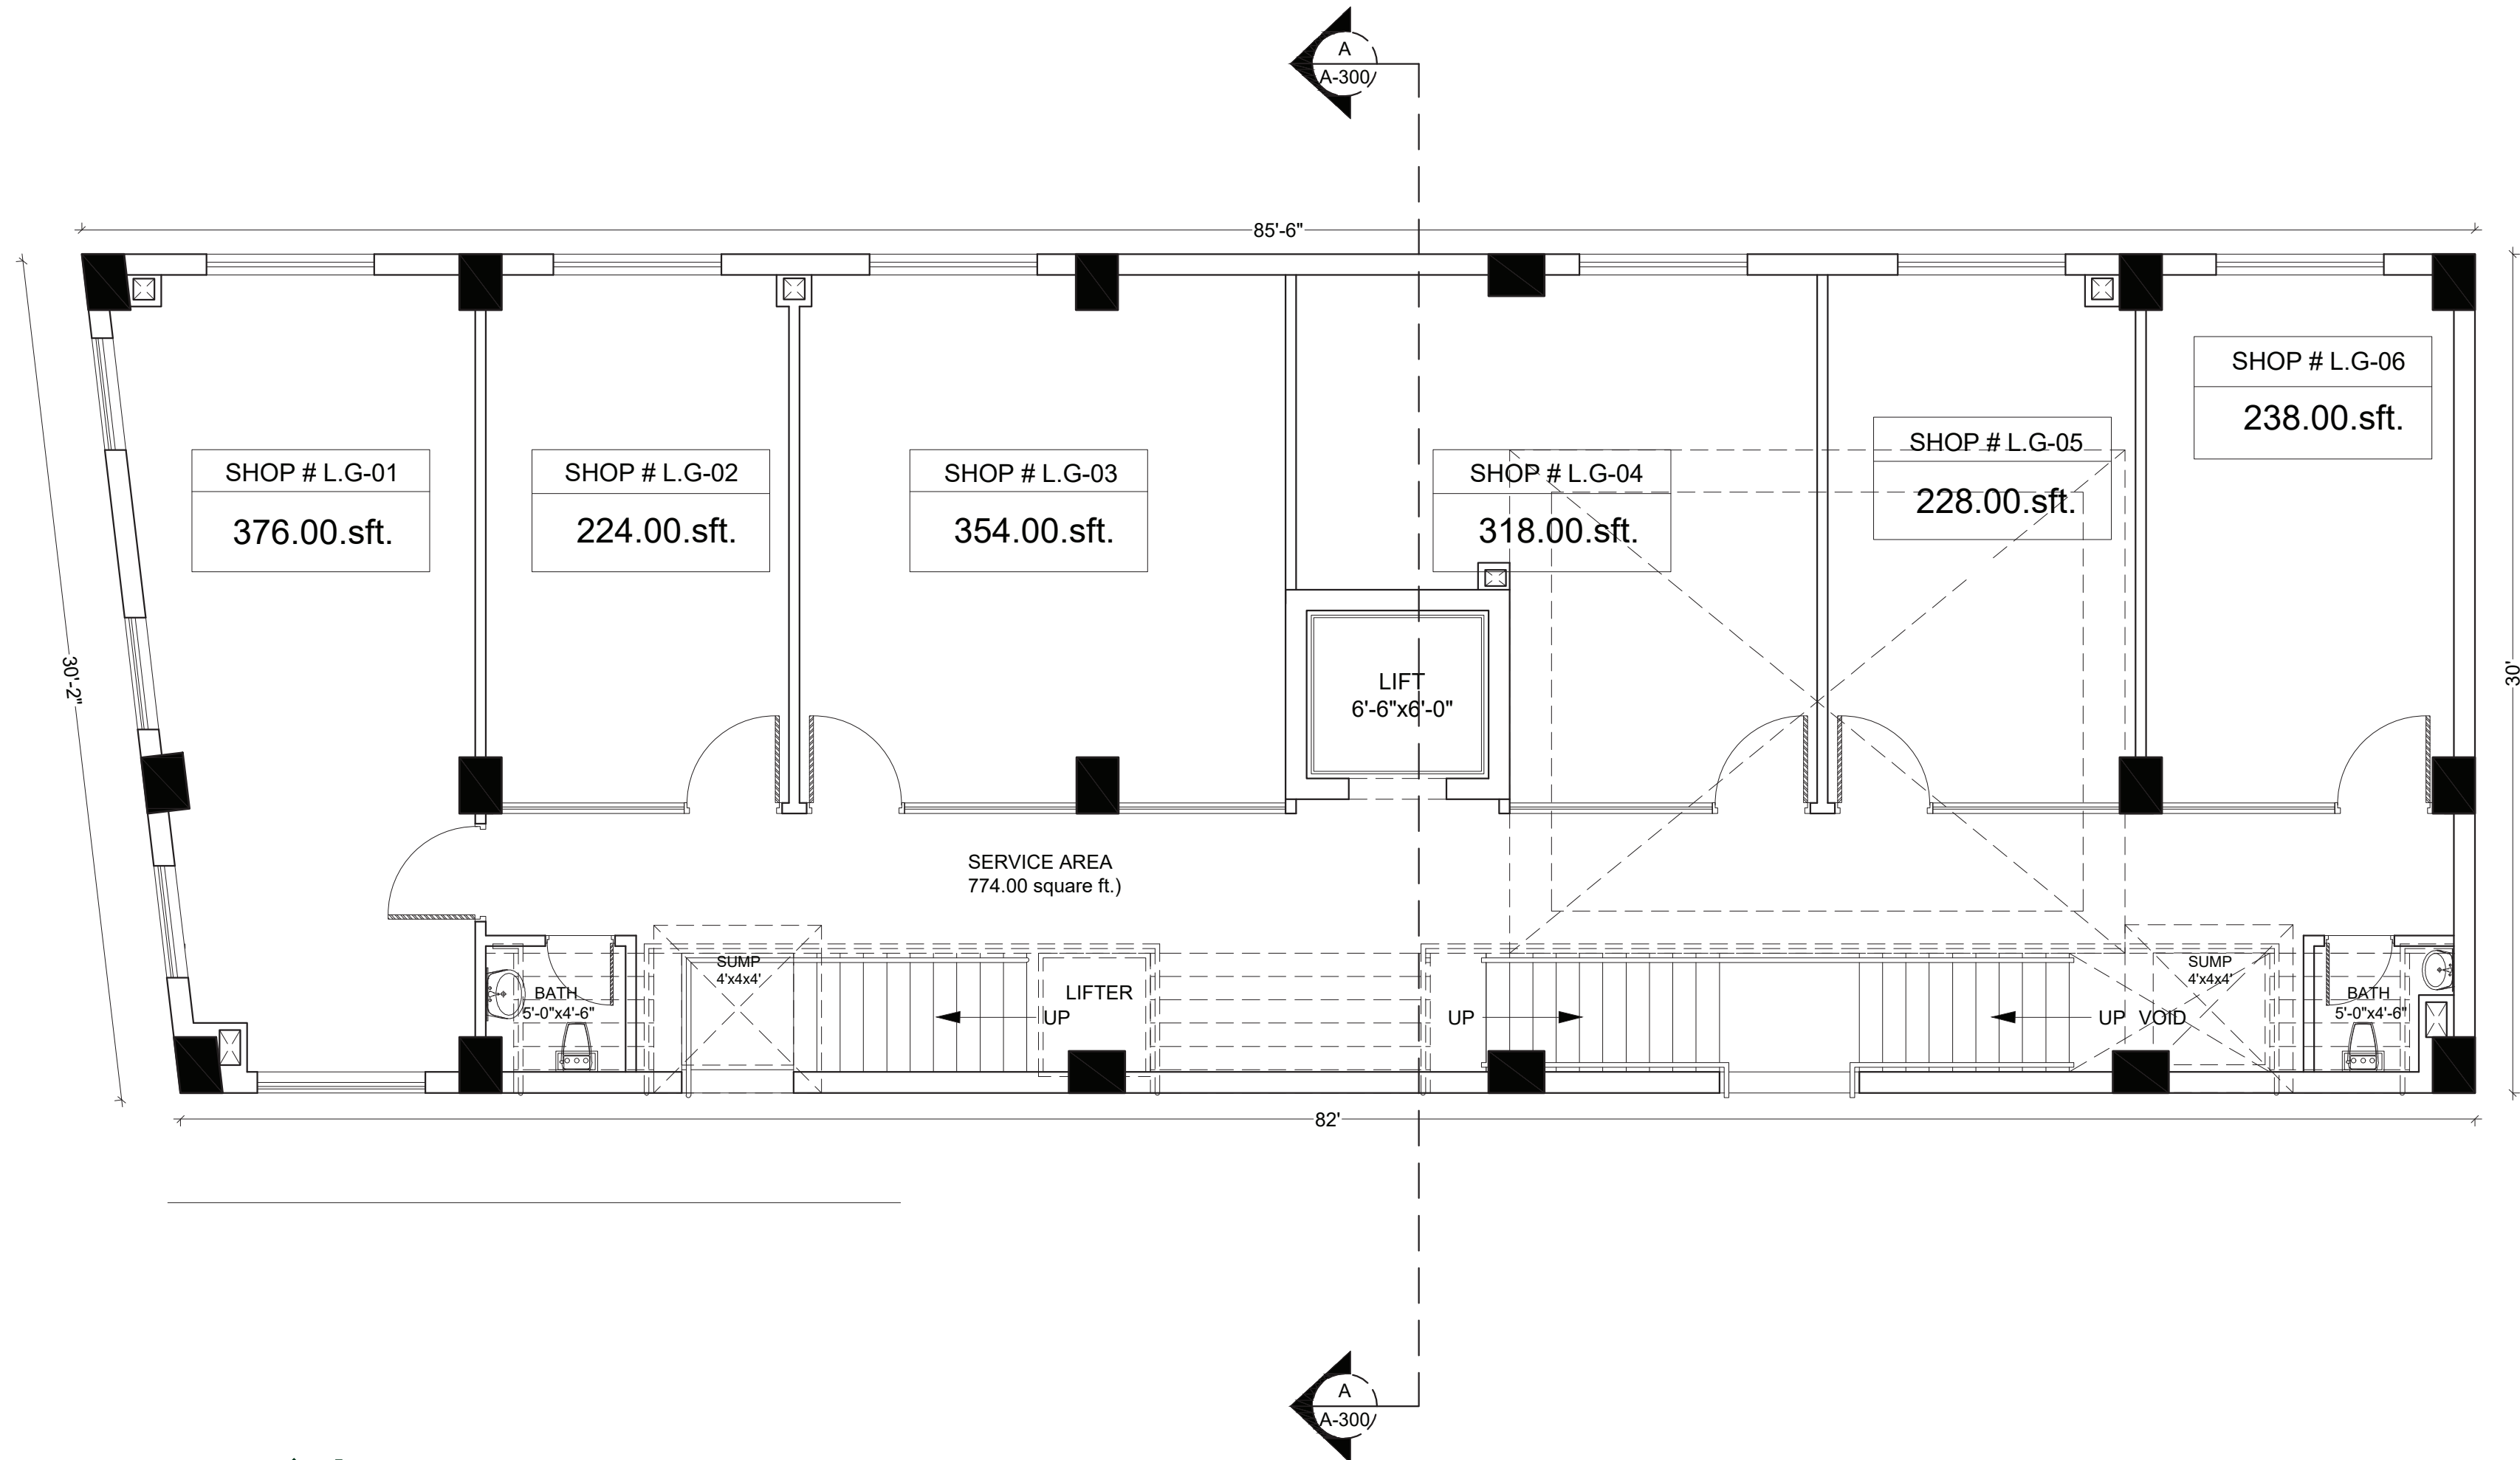 A
A-300
85'-6"
SHOP # L.G-01
376.00.sft.
SHOP # L.G-02
224.00.sft.
SHOP # L.G-03
354.00.sft.
SHOP # L.G-04
318.00.sft.
SHOP # L.G-05
228.00.sft.
SHOP # L.G-06
238.00.sft.
30'-2"
LIFT
6'-6"x6'-0"
30'
SERVICE AREA
774.00 square ft.)
BATH
5'-0"x4'-6"
SUMP
4'x4x4'
UP
LIFTER
UP
UP VOID
SUMP
4'x4x4'
BATH
5'-0"x4'-6"
82'
A
A-300